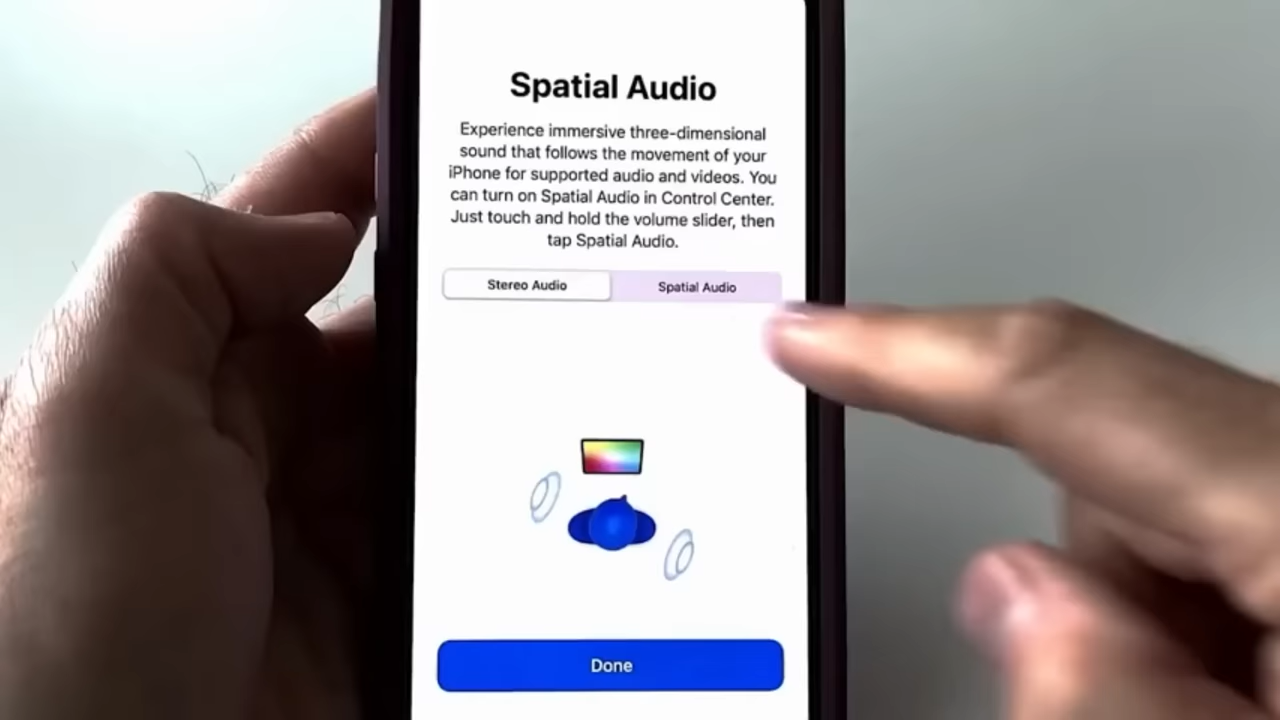 Spatial Audio
Experience immersive three-dimensional
sound that follows the movement of your
iPhone for supported audio and videos. You
can turn on Spatial Audio in Control Center.
Just touch and hold the volume slider, then
tap Spatial Audio.
Stereo Audio
Spatial Audio
Done